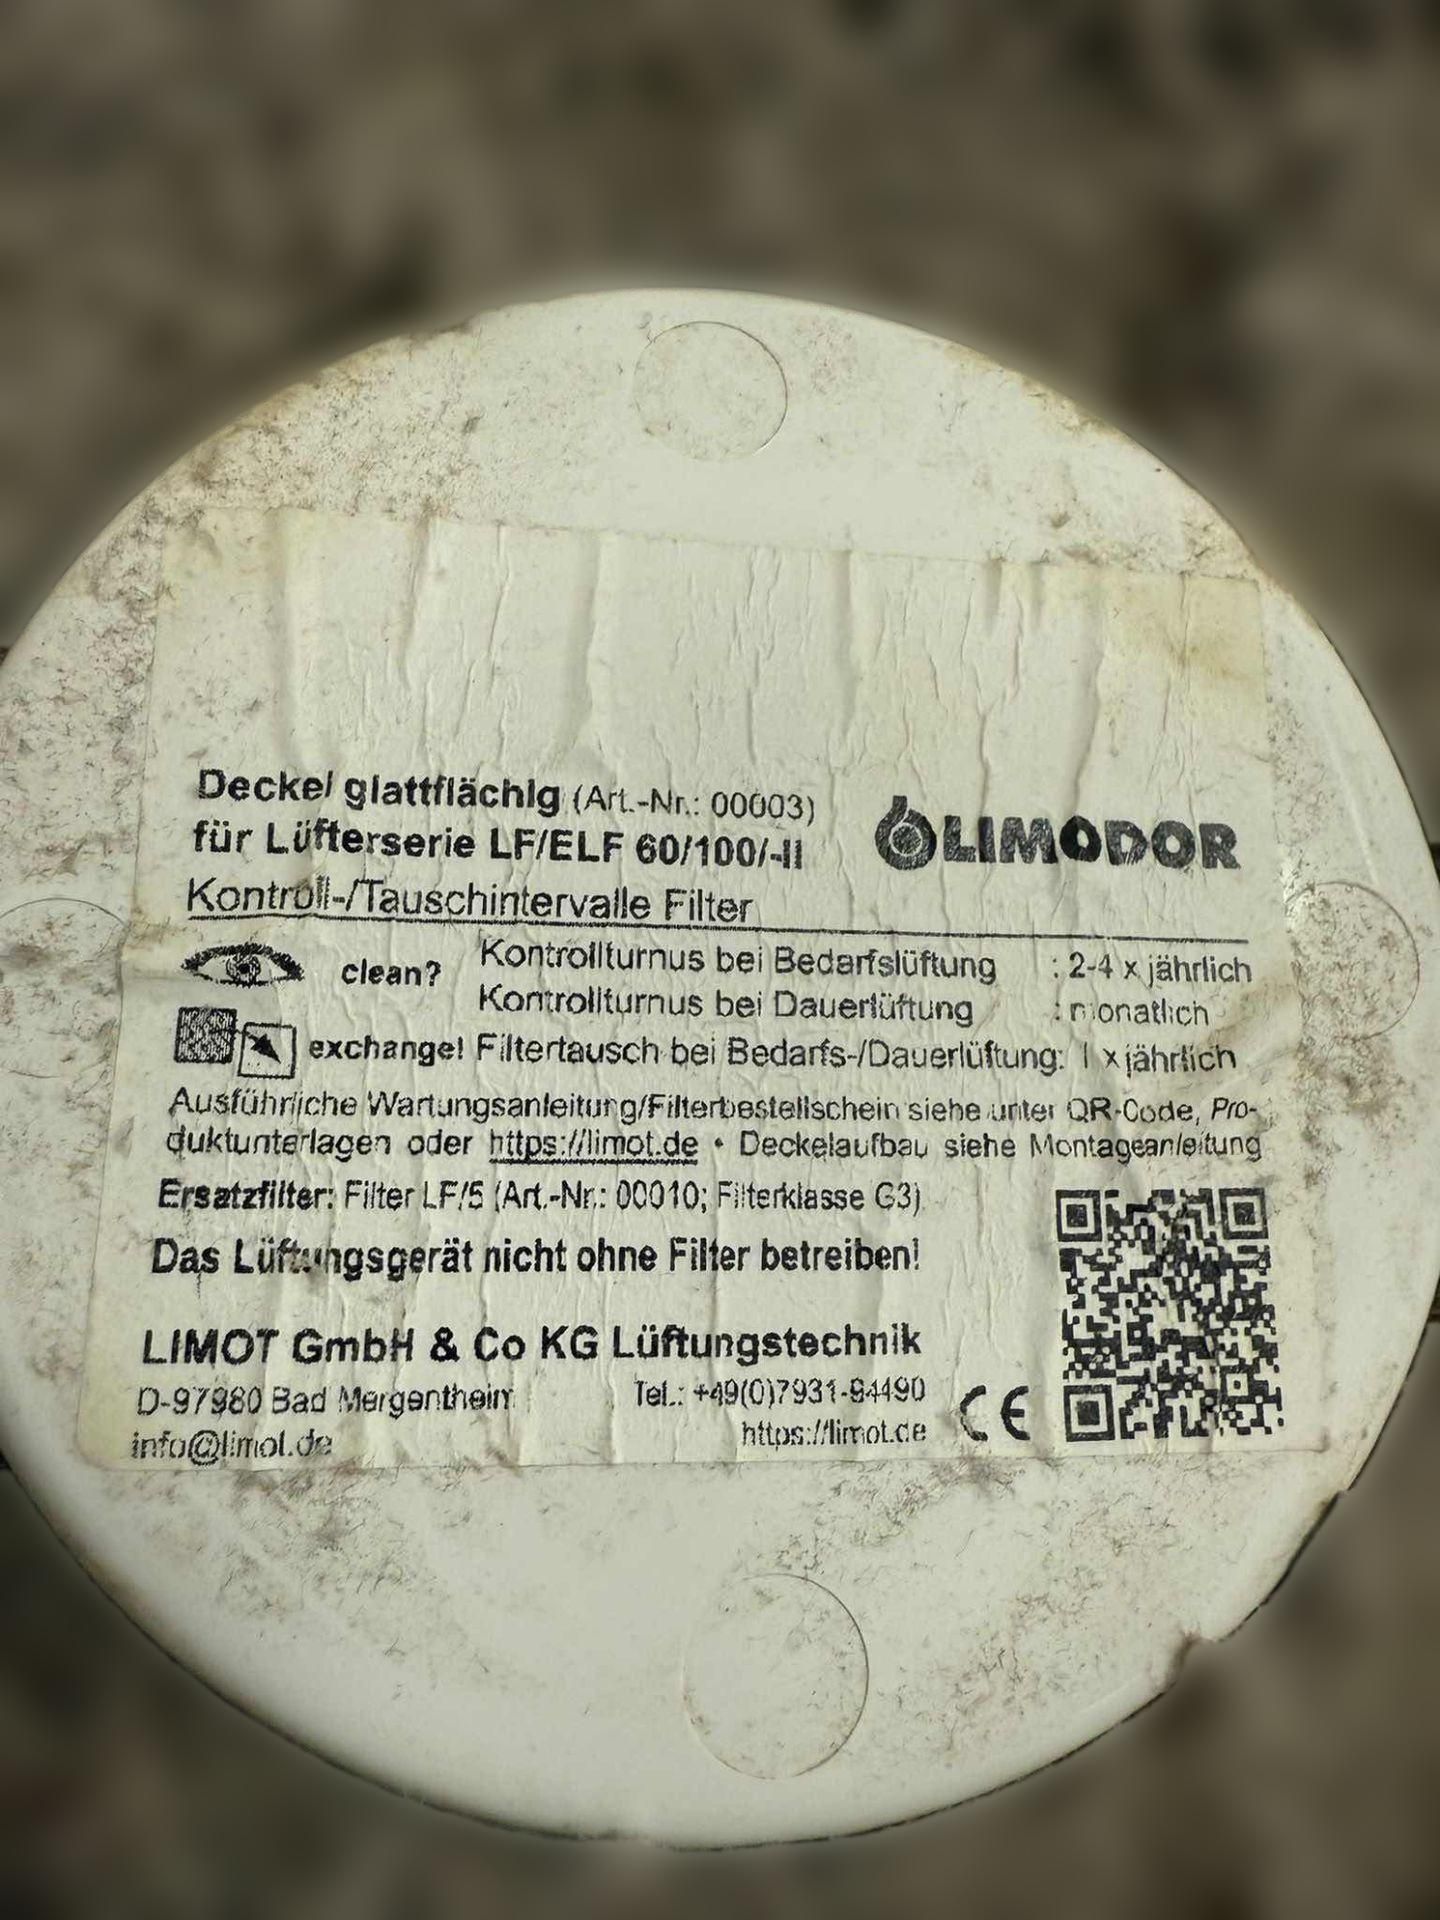 Deckel glattflächig (Art.-Nr.: 00003)
für Lüfterserie LF/ELF 60/100/-II
LIMODOR
Kontroll-/Tauschintervalle Filter
clean? Kontrollturnus bei Bedarfslüftung : 2-4 x jährlich
Kontrollturnus bei Dauerlüftung : monatlich
exchange! Filtertausch bei Bedarfs-/Dauerlüftung: 1 x jährlich
Ausführliche Wartungsanleitung/Filterbestellschein siehe unter QR-Code, Pro-
duktunterlagen oder https://limot.de • Deckelaufbau siehe Montageanleitung
Ersatzfilter: Filter LF/5 (Art.-Nr.: 00010; Filterklasse G3)
Das Lüftungsgerät nicht ohne Filter betreiben!
LIMOT GmbH & Co KG Lüftungstechnik
D-97980 Bad Mergentheim Tel.: +49(0)7931-94490
info@limot.de https://limot.de
CE